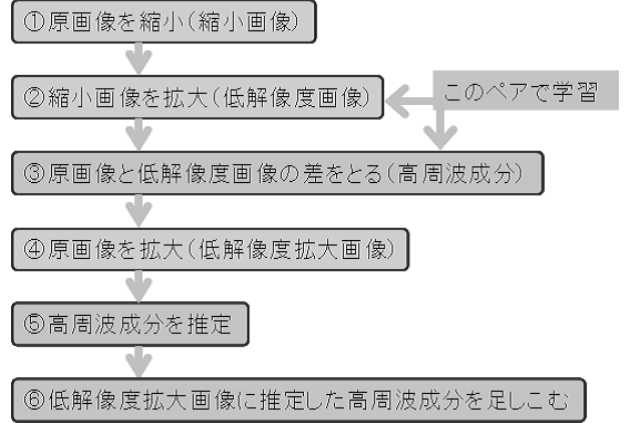 ①原画像を縮小(縮小画像)
②縮小画像を拡大(低解像度画像)
このペアで学習
③原画像と低解像度画像の差をとる(高周波成分)
④原画像を拡大(低解像度拡大画像)
⑤高周波成分を推定
⑥低解像度拡大画像に推定した高周波成分を足しこむ